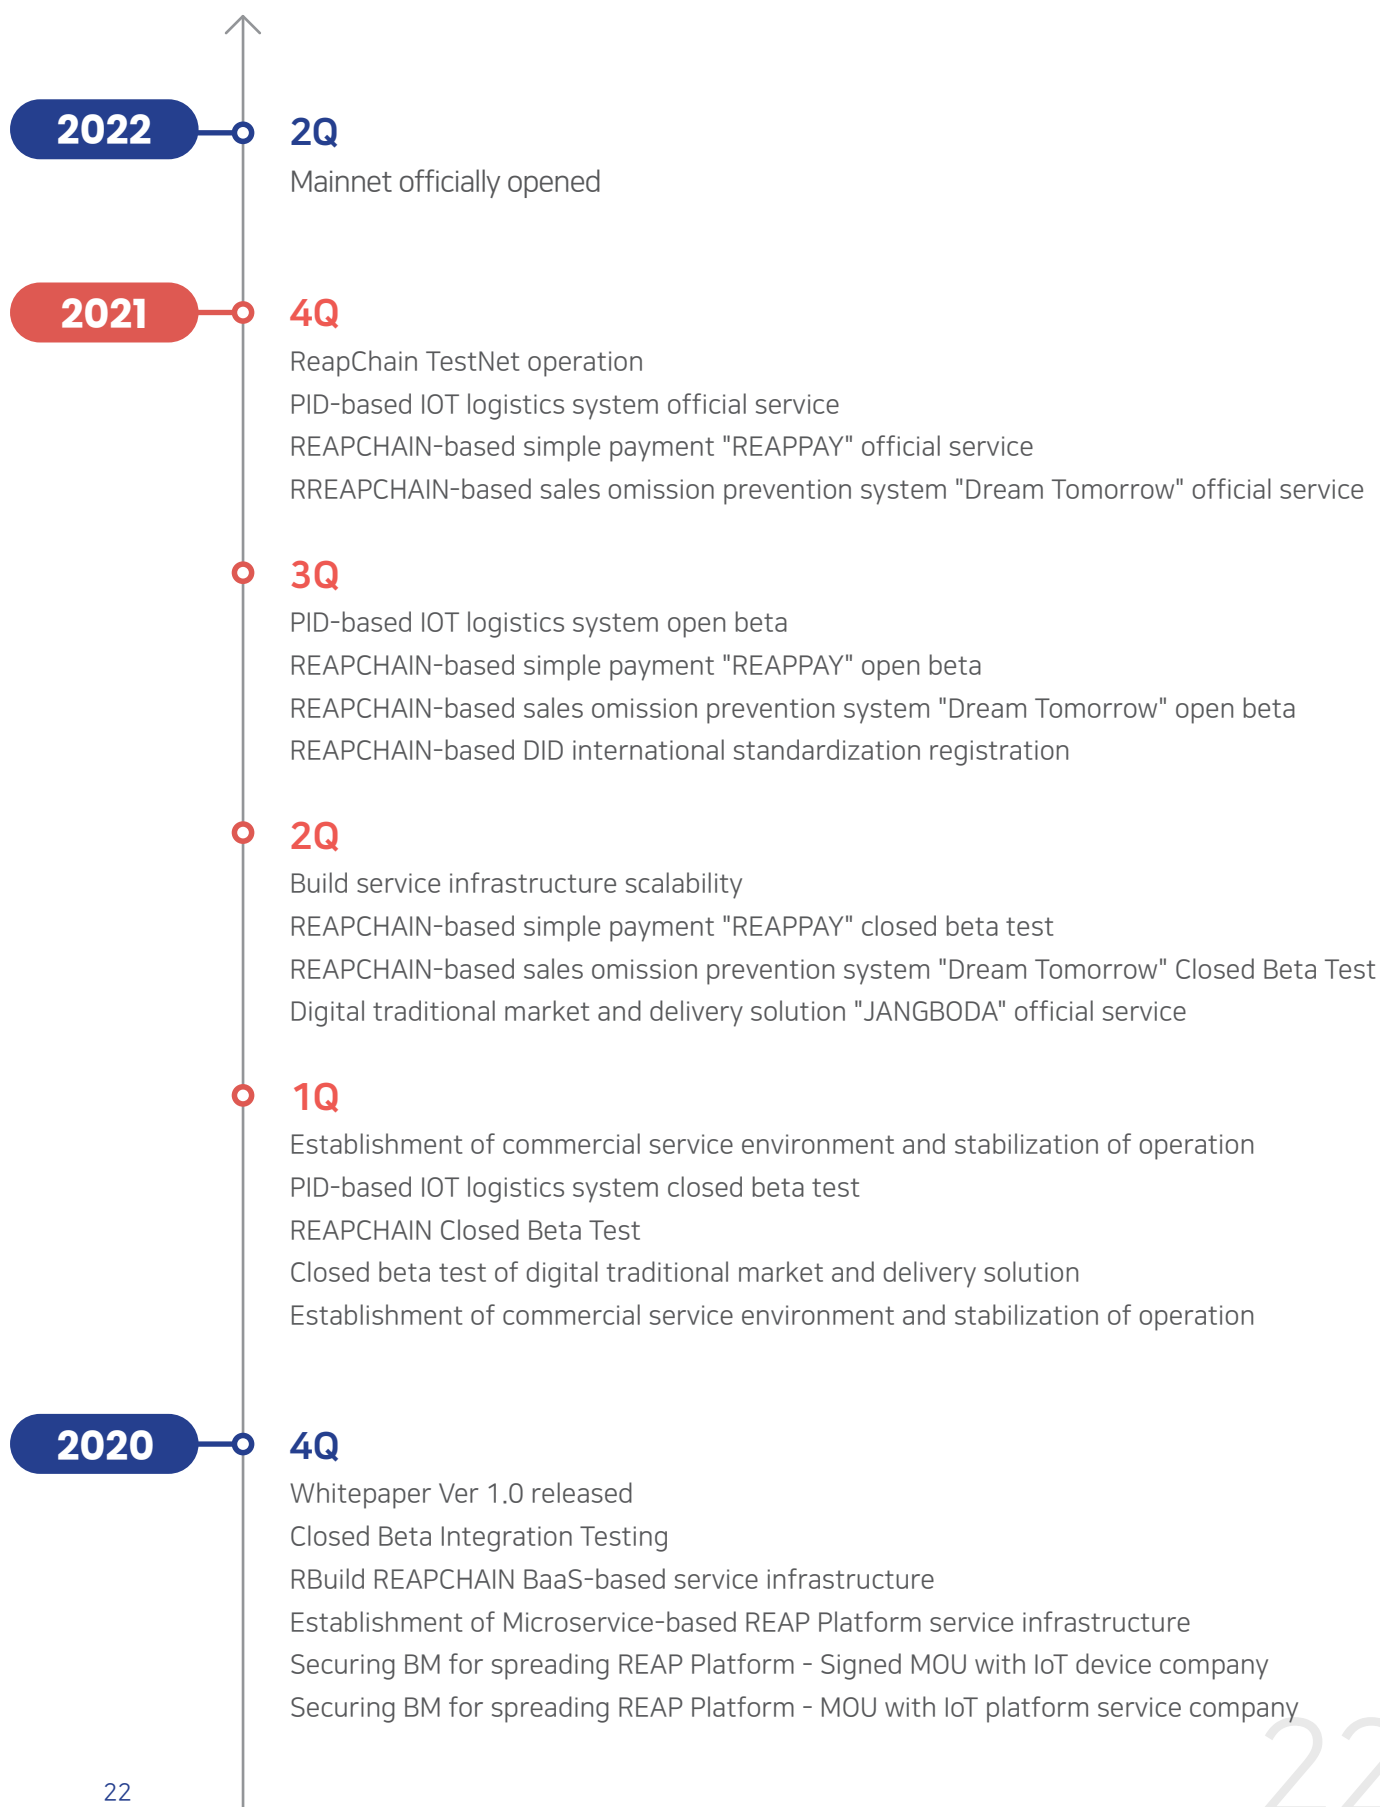 2022
2Q
Mainnet officially opened
2021
4Q
ReapChain TestNet operation
PID-based IOT logistics system official service
REAPCHAIN-based simple payment "REAPPAY" official service
RREAPCHAIN-based sales omission prevention system "Dream Tomorrow" official service
3Q
PID-based IOT logistics system open beta
REAPCHAIN-based simple payment "REAPPAY" open beta
REAPCHAIN-based sales omission prevention system "Dream Tomorrow" open beta
REAPCHAIN-based DID international standardization registration
2Q
Build service infrastructure scalability
REAPCHAIN-based simple payment "REAPPAY" closed beta test
REAPCHAIN-based sales omission prevention system "Dream Tomorrow" Closed Beta Test
Digital traditional market and delivery solution "JANGBODA" official service
1Q
Establishment of commercial service environment and stabilization of operation
PID-based IOT logistics system closed beta test
REAPCHAIN Closed Beta Test
Closed beta test of digital traditional market and delivery solution
Establishment of commercial service environment and stabilization of operation
2020
4Q
Whitepaper Ver 1.0 released
Closed Beta Integration Testing
RBuild REAPCHAIN BaaS-based service infrastructure
Establishment of Microservice-based REAP Platform service infrastructure
Securing BM for spreading REAP Platform - Signed MOU with IoT device company
Securing BM for spreading REAP Platform - MOU with IoT platform service company
22
22